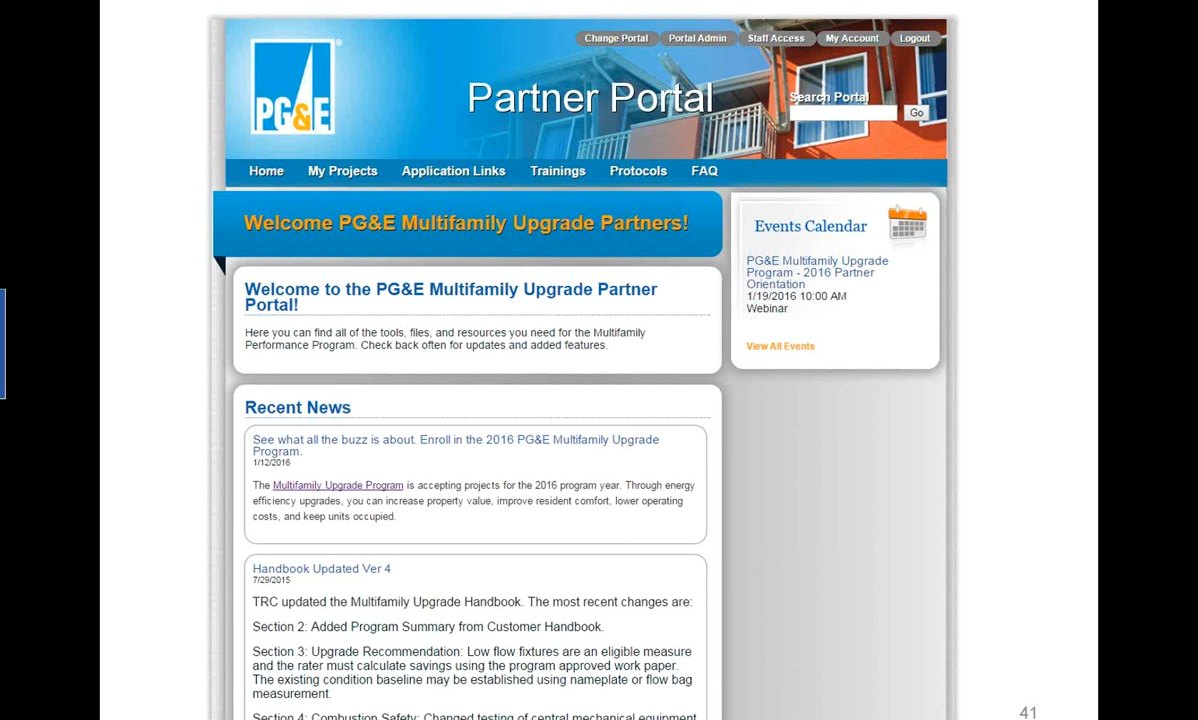 Change Portal
Portal Admin
Staff Access
My Account
Logout
PG&E
®
Partner Portal
Search Portal
Go
Home
My Projects
Application Links
Trainings
Protocols
FAQ
Welcome PG&E Multifamily Upgrade Partners!
Welcome to the PG&E Multifamily Upgrade Partner
Portal!
Here you can find all of the tools, files, and resources you need for the Multifamily
Performance Program. Check back often for updates and added features.
Events Calendar
PG&E Multifamily Upgrade
Program - 2016 Partner
Orientation
1/19/2016 10:00 AM
Webinar
View All Events
Recent News
See what all the buzz is about. Enroll in the 2016 PG&E Multifamily Upgrade
Program.
1/12/2016
The Multifamily Upgrade Program is accepting projects for the 2016 program year. Through energy
efficiency upgrades, you can increase property value, improve resident comfort, lower operating
costs, and keep units occupied.
Handbook Updated Ver 4
7/29/2015
TRC updated the Multifamily Upgrade Handbook. The most recent changes are:
Section 2: Added Program Summary from Customer Handbook.
Section 3: Upgrade Recommendation: Low flow fixtures are an eligible measure
and the rater must calculate savings using the program approved work paper.
The existing condition baseline may be established using nameplate or flow bag
measurement.
Section 4: Combustion Safety: Changed testing of central mechanical equipment
41